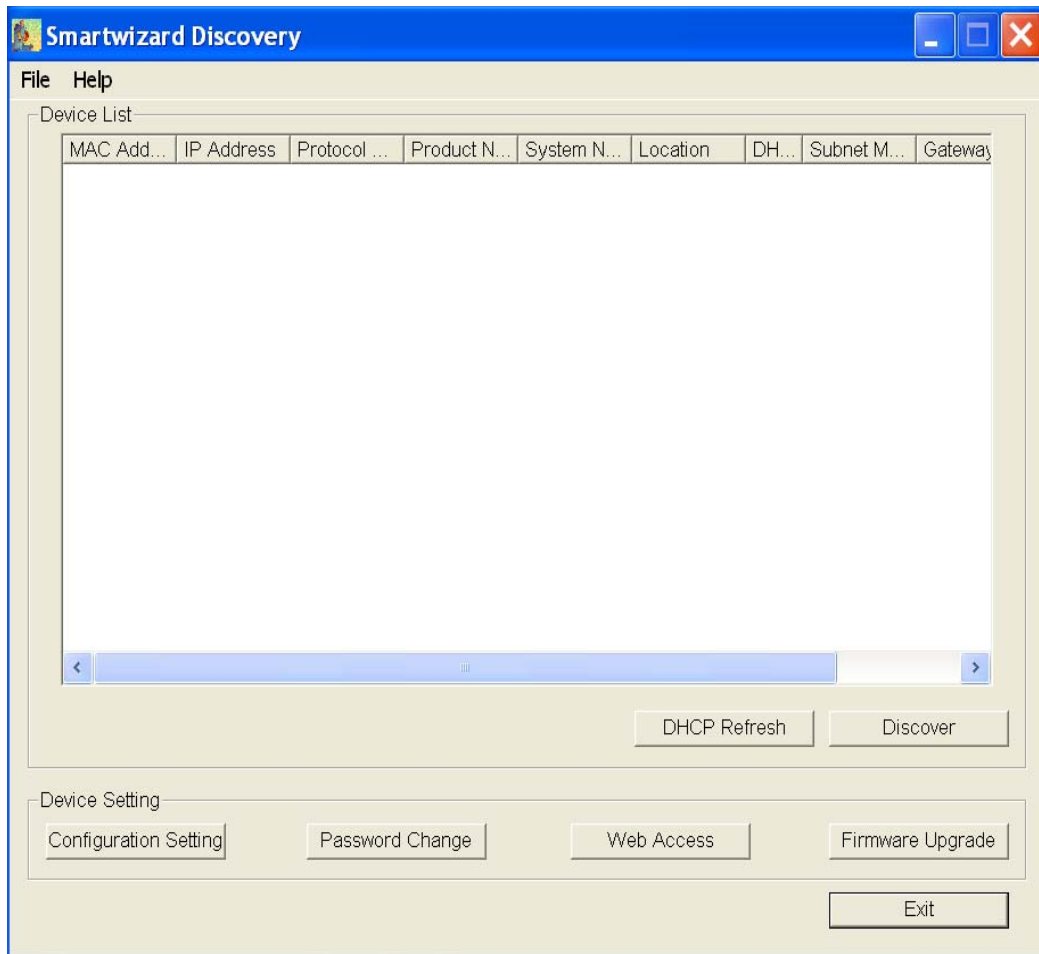 Smartwizard Discovery
File Help
Device List
MAC Add... IP Address Protocol ... Product N... System N... Location DH... Subnet M... Gateway
DHCP Refresh Discover
Device Setting
Configuration Setting Password Change Web Access Firmware Upgrade
Exit